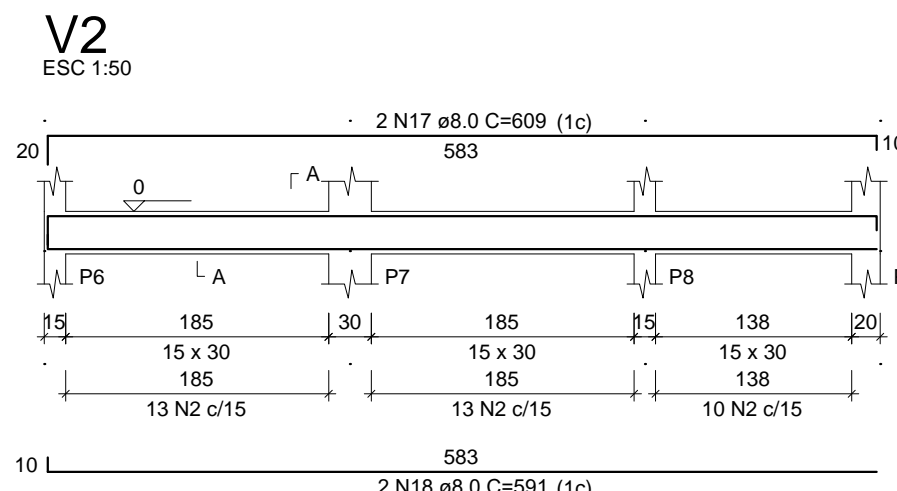 V2
ESC 1:50
2 N17 ø8.0 C=609 (1c)
20
583
10
0
A
A
P6
P7
P8
15
185
30
185
15
138
20
15 x 30
15 x 30
15 x 30
185
185
138
13 N2 c/15
13 N2 c/15
10 N2 c/15
10
583
2 N18 ø8.0 C=591 (1c)